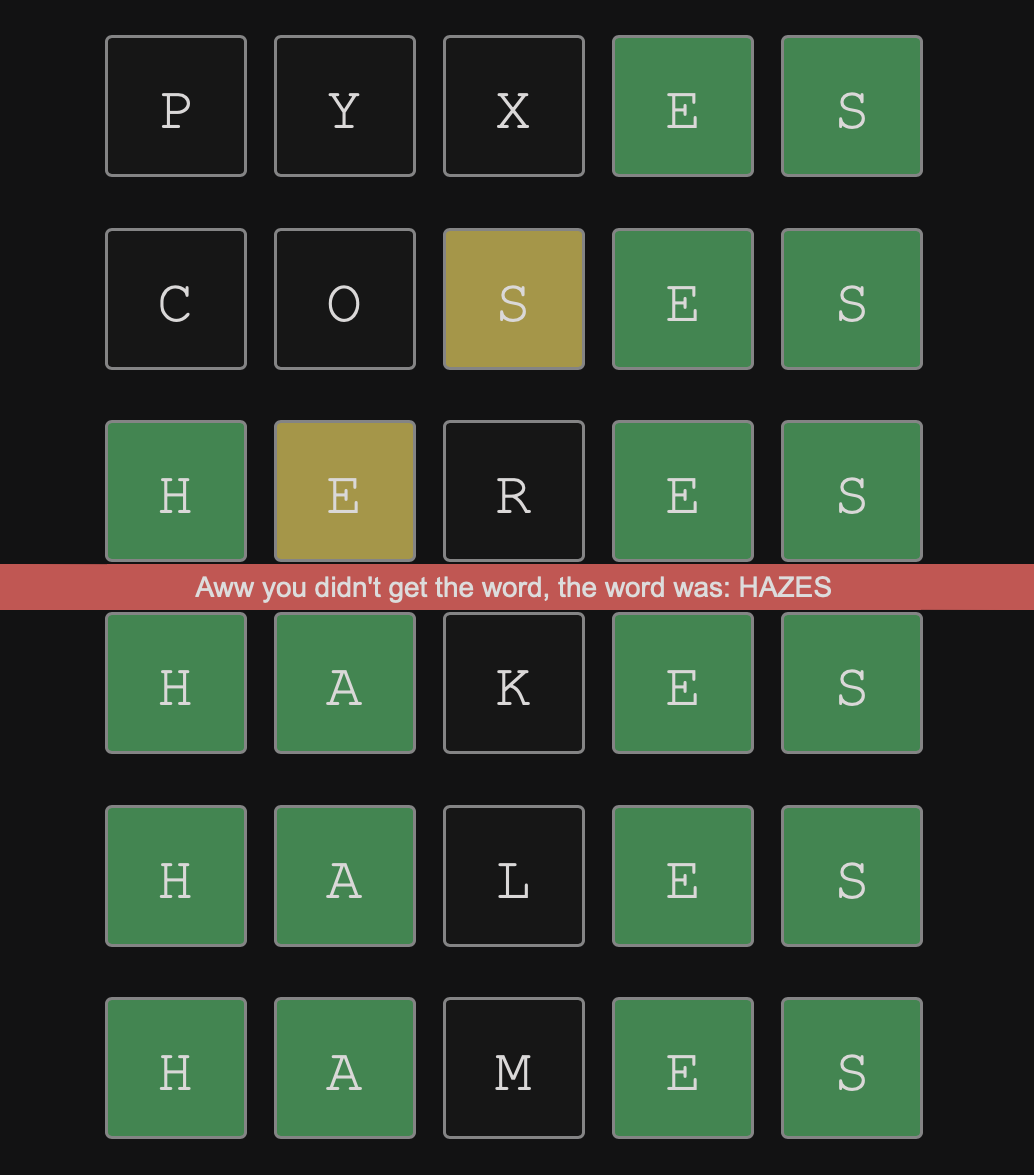 P Y X E S
C O S E S
H E R E S
Aww you didn't get the word, the word was: HAZES
H A K E S
H A L E S
H A M E S